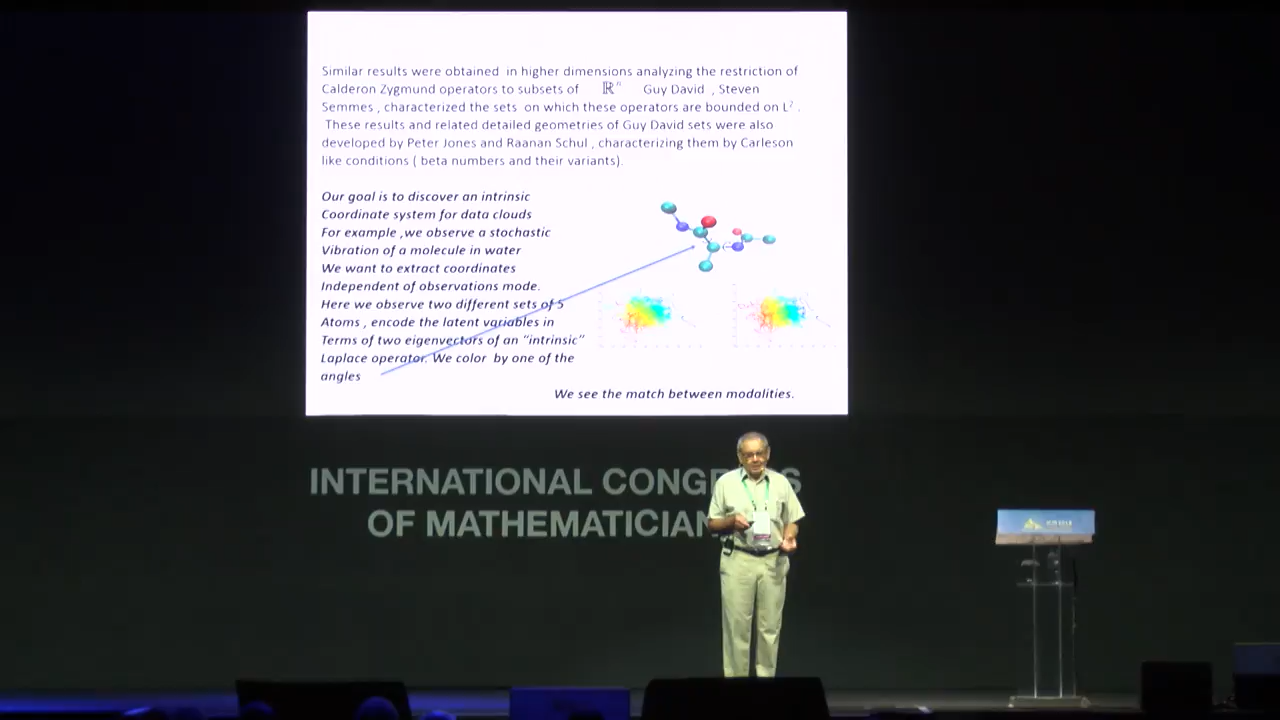 Similar results were obtained in higher dimensions analyzing the restriction of
Calderon Zygmund operators to subsets of ℝⁿ Guy David , Steven
Semmes , characterized the sets on which these operators are bounded on L² .
These results and related detailed geometries of Guy David sets were also
developed by Peter Jones and Raanan Schul , characterizing them by Carleson
like conditions ( beta numbers and their variants).
Our goal is to discover an intrinsic
Coordinate system for data clouds
For example ,we observe a stochastic
Vibration of a molecule in water
We want to extract coordinates
Independent of observations mode.
Here we observe two different sets of 5
Atoms , encode the latent variables in
Terms of two eigenvectors of an "intrinsic"
Laplace operator. We color by one of the
angles
We see the match between modalities.
INTERNATIONAL CONGRESS
OF MATHEMATICIAN